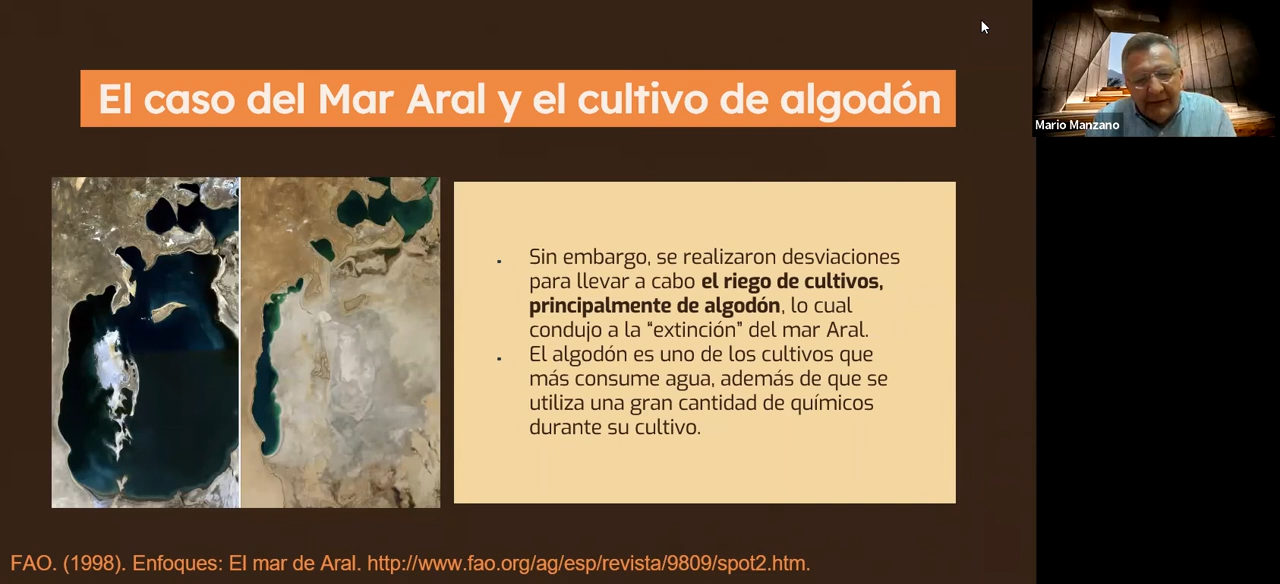 El caso del Mar Aral y el cultivo de algodón
Mario Manzano
. Sin embargo, se realizaron desviaciones
para llevar a cabo el riego de cultivos,
principalmente de algodón, lo cual
condujo a la “extinción” del mar Aral.
. El algodón es uno de los cultivos que
más consume agua, además de que se
utiliza una gran cantidad de químicos
durante su cultivo.
FAO. (1998). Enfoques: El mar de Aral. http://www.fao.org/ag/esp/revista/9809/spot2.htm.